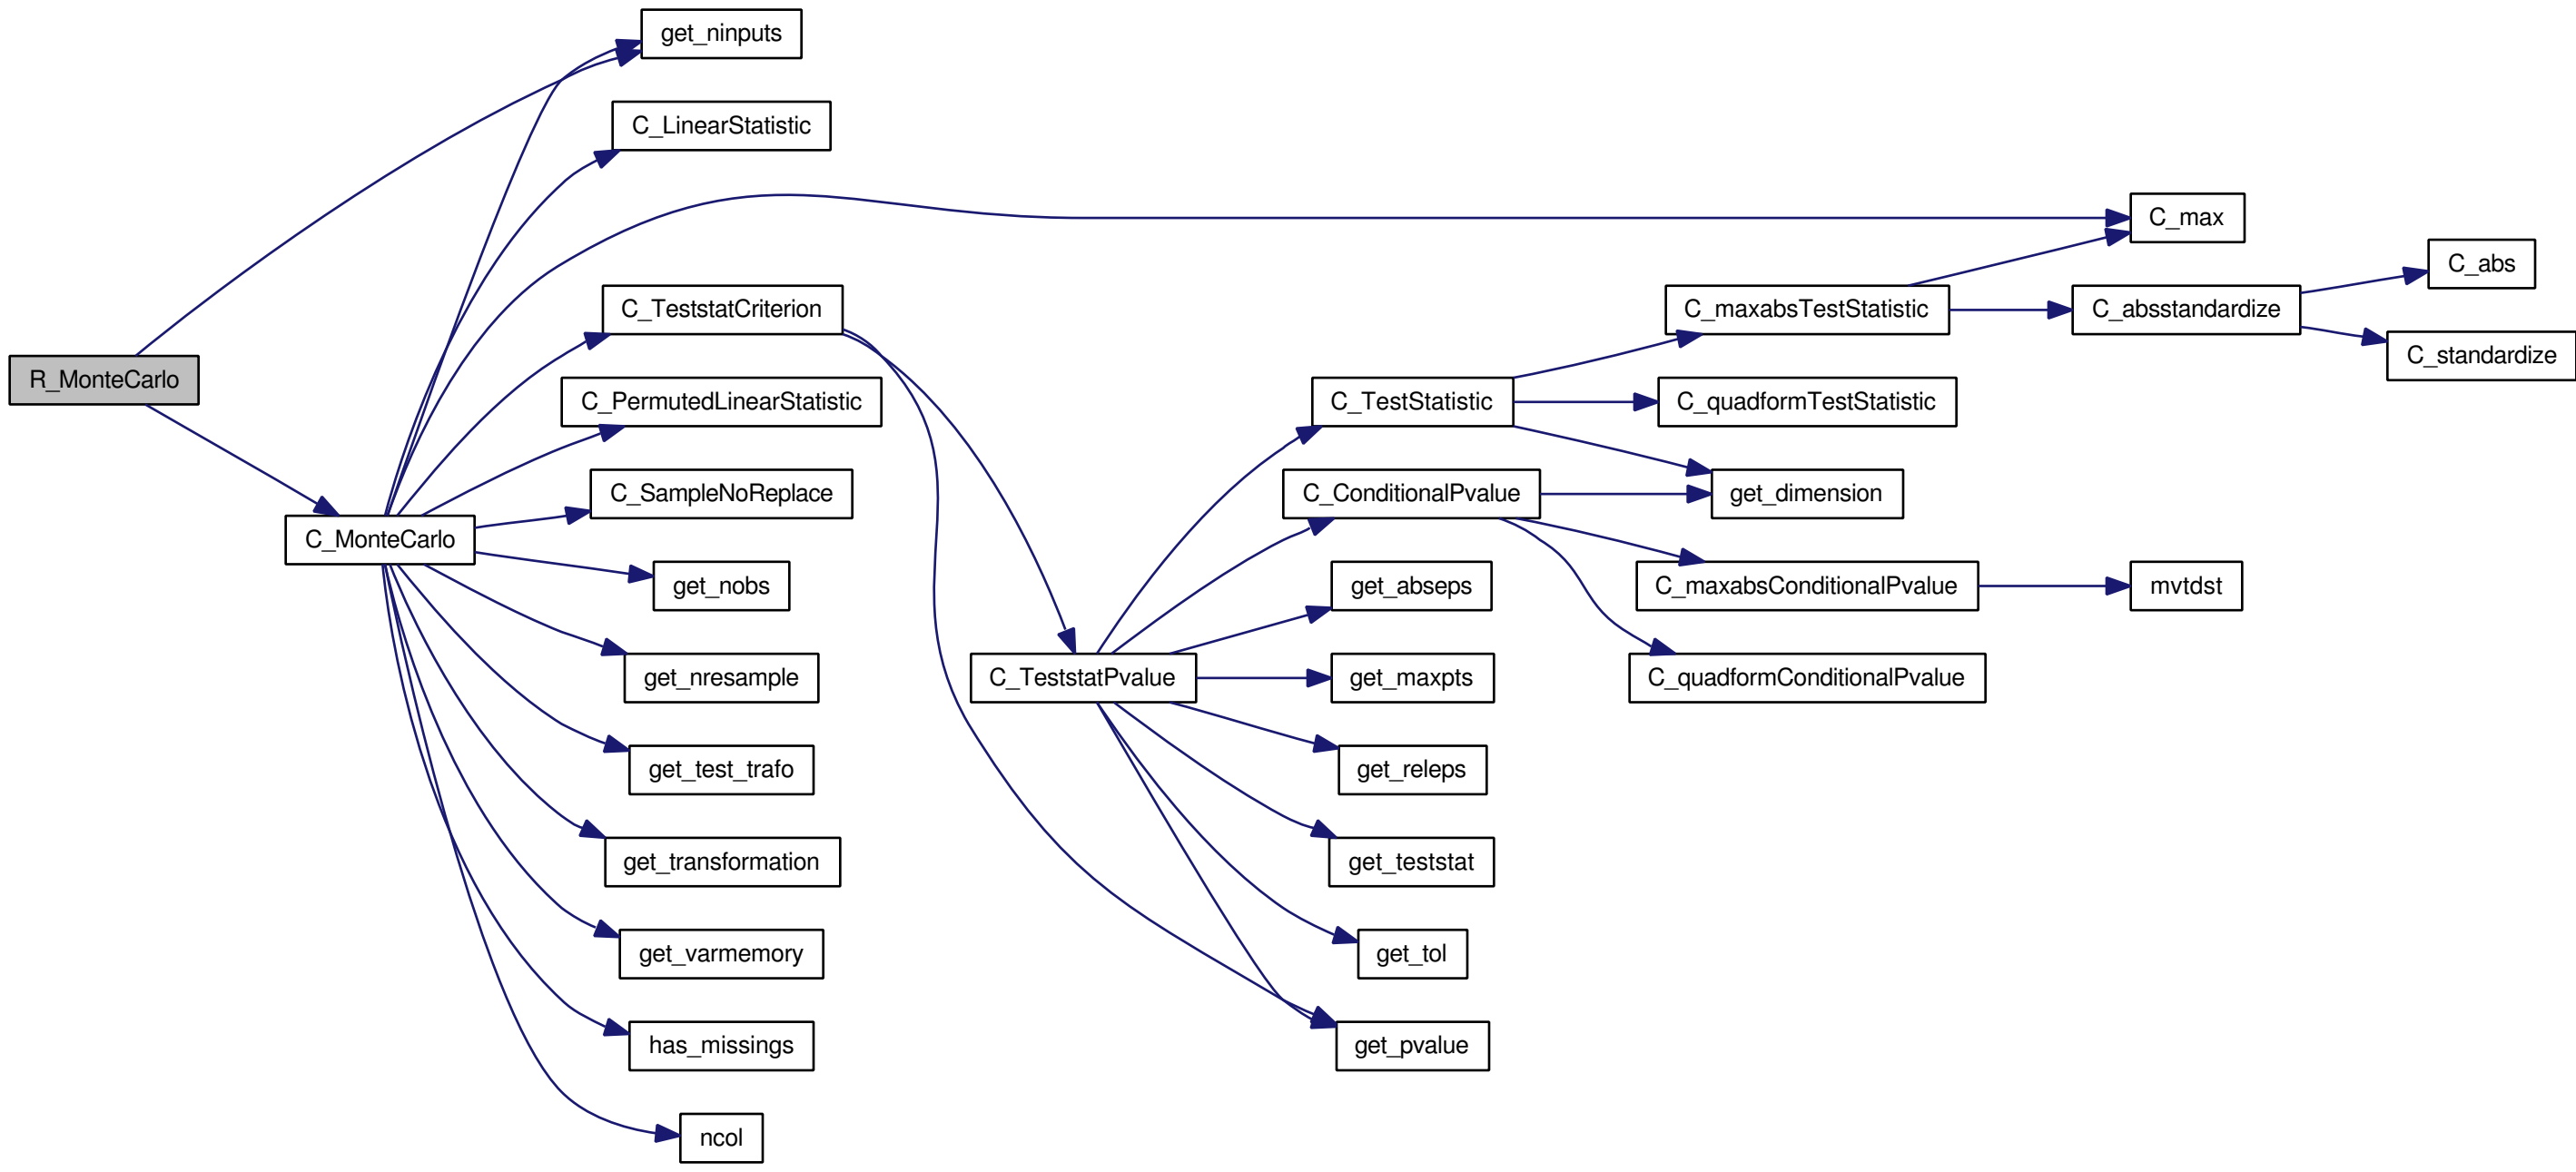 R_MonteCarlo
C_MonteCarlo
get_ninputs
C_LinearStatistic
C_TeststatCriterion
C_PermutedLinearStatistic
C_SampleNoReplace
get_nobs
get_nresample
get_test_trafo
get_transformation
get_varmemory
has_missings
ncol
C_TeststatPvalue
C_TestStatistic
C_ConditionalPvalue
get_abseps
get_maxpts
get_releps
get_teststat
get_tol
get_pvalue
C_maxabsTestStatistic
C_quadformTestStatistic
get_dimension
C_maxabsConditionalPvalue
C_quadformConditionalPvalue
C_max
C_absstandardize
mvtdst
C_abs
C_standardize